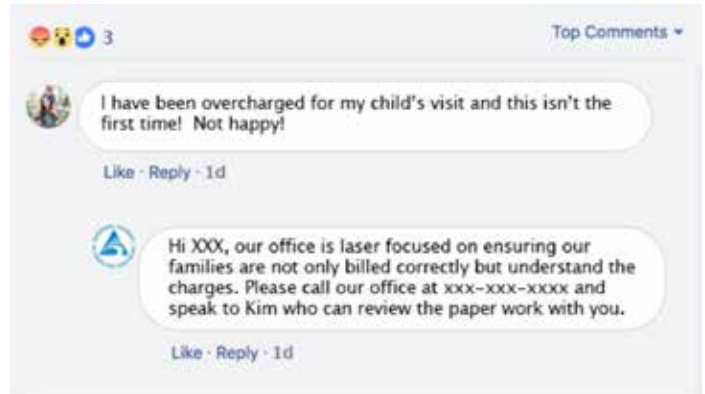 3
Top Comments
I have been overcharged for my child's visit and this isn't the
first time! Not happy!
Like · Reply · 1d
Hi XXX, our office is laser focused on ensuring our
families are not only billed correctly but understand the
charges. Please call our office at xxx-xxx-xxxx and
speak to Kim who can review the paper work with you.
Like · Reply · 1d